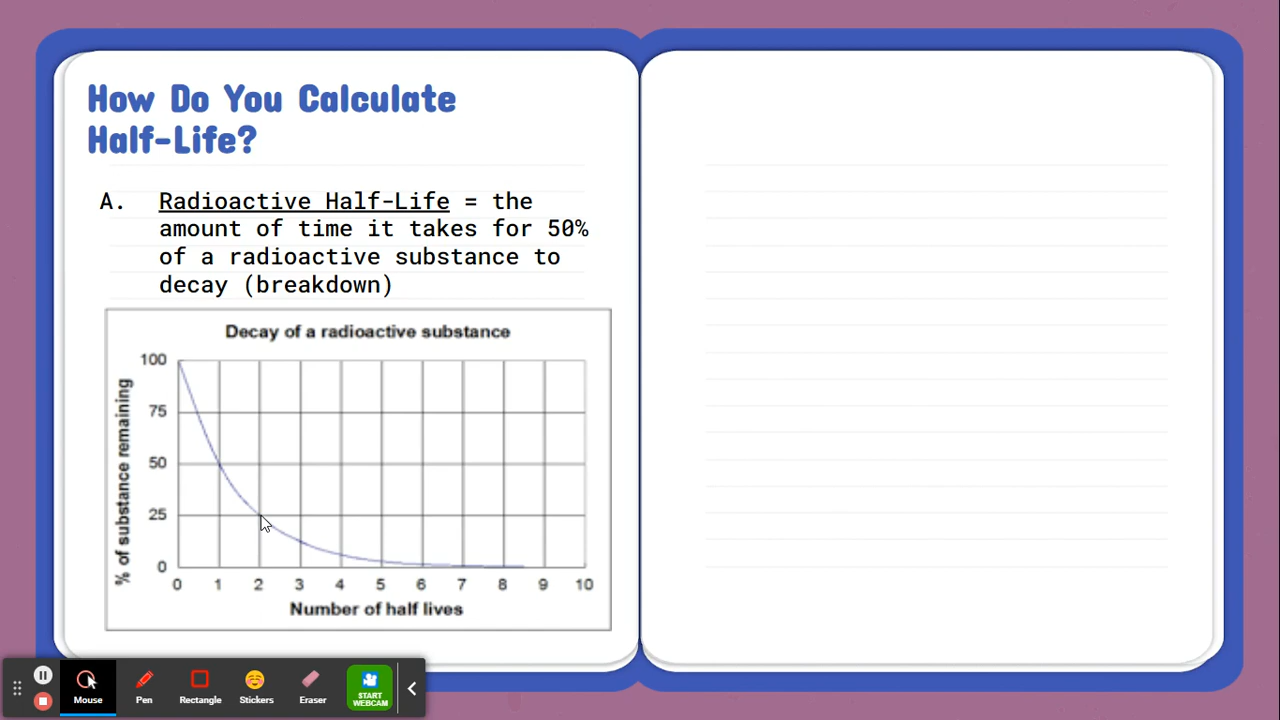 How Do You Calculate
Half-Life?
A. Radioactive Half-Life = the
amount of time it takes for 50%
of a radioactive substance to
decay (breakdown)
Decay of a radioactive substance
% of substance remaining
100
75
50
25
0
0 1 2 3 4 5 6 7 8 9 10
Number of half lives
Mouse Pen Rectangle Stickers Eraser
START
WEBCAM